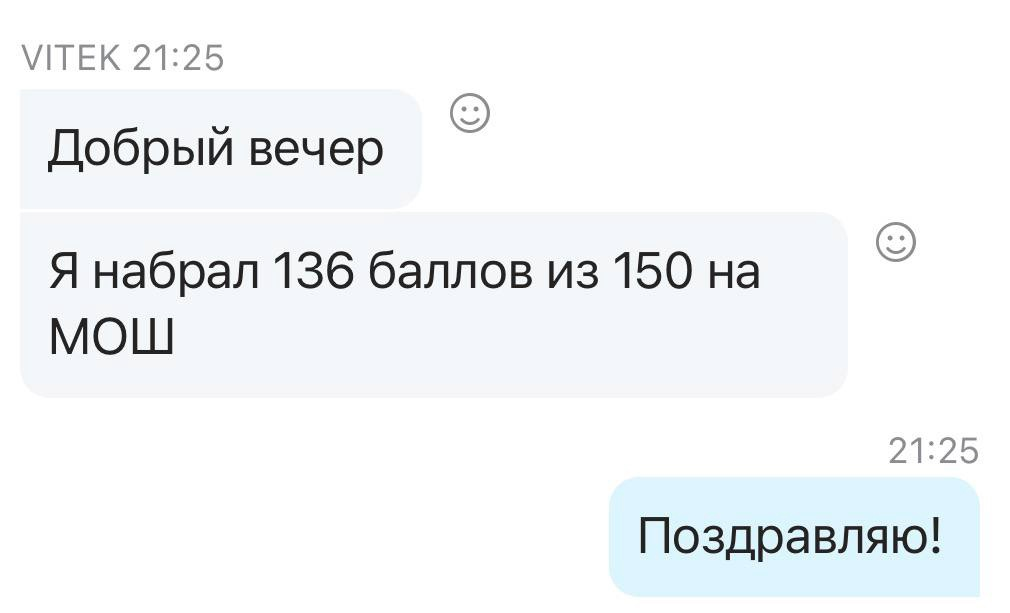 VITEK 21:25
Добрый вечер
Я набрал 136 баллов из 150 на
МОШ
21:25
Поздравляю!